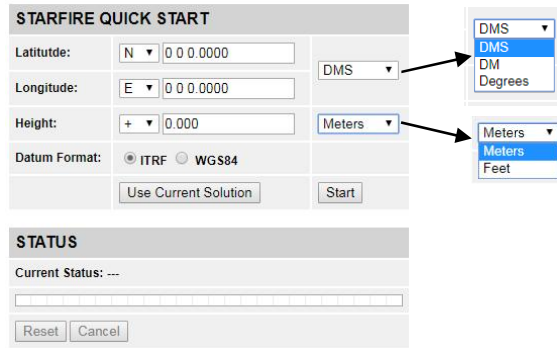 STARFIRE QUICK START
Latitutde: N 0 0 0.0000
DMS
Longitude: E 0 0 0.0000
Height: + 0.000 Meters
Datum Format: ITRF WGS84
Use Current Solution Start
DMS
DMS
DM
Degrees
Meters
Meters
Feet
STATUS
Current Status: ---
Reset Cancel